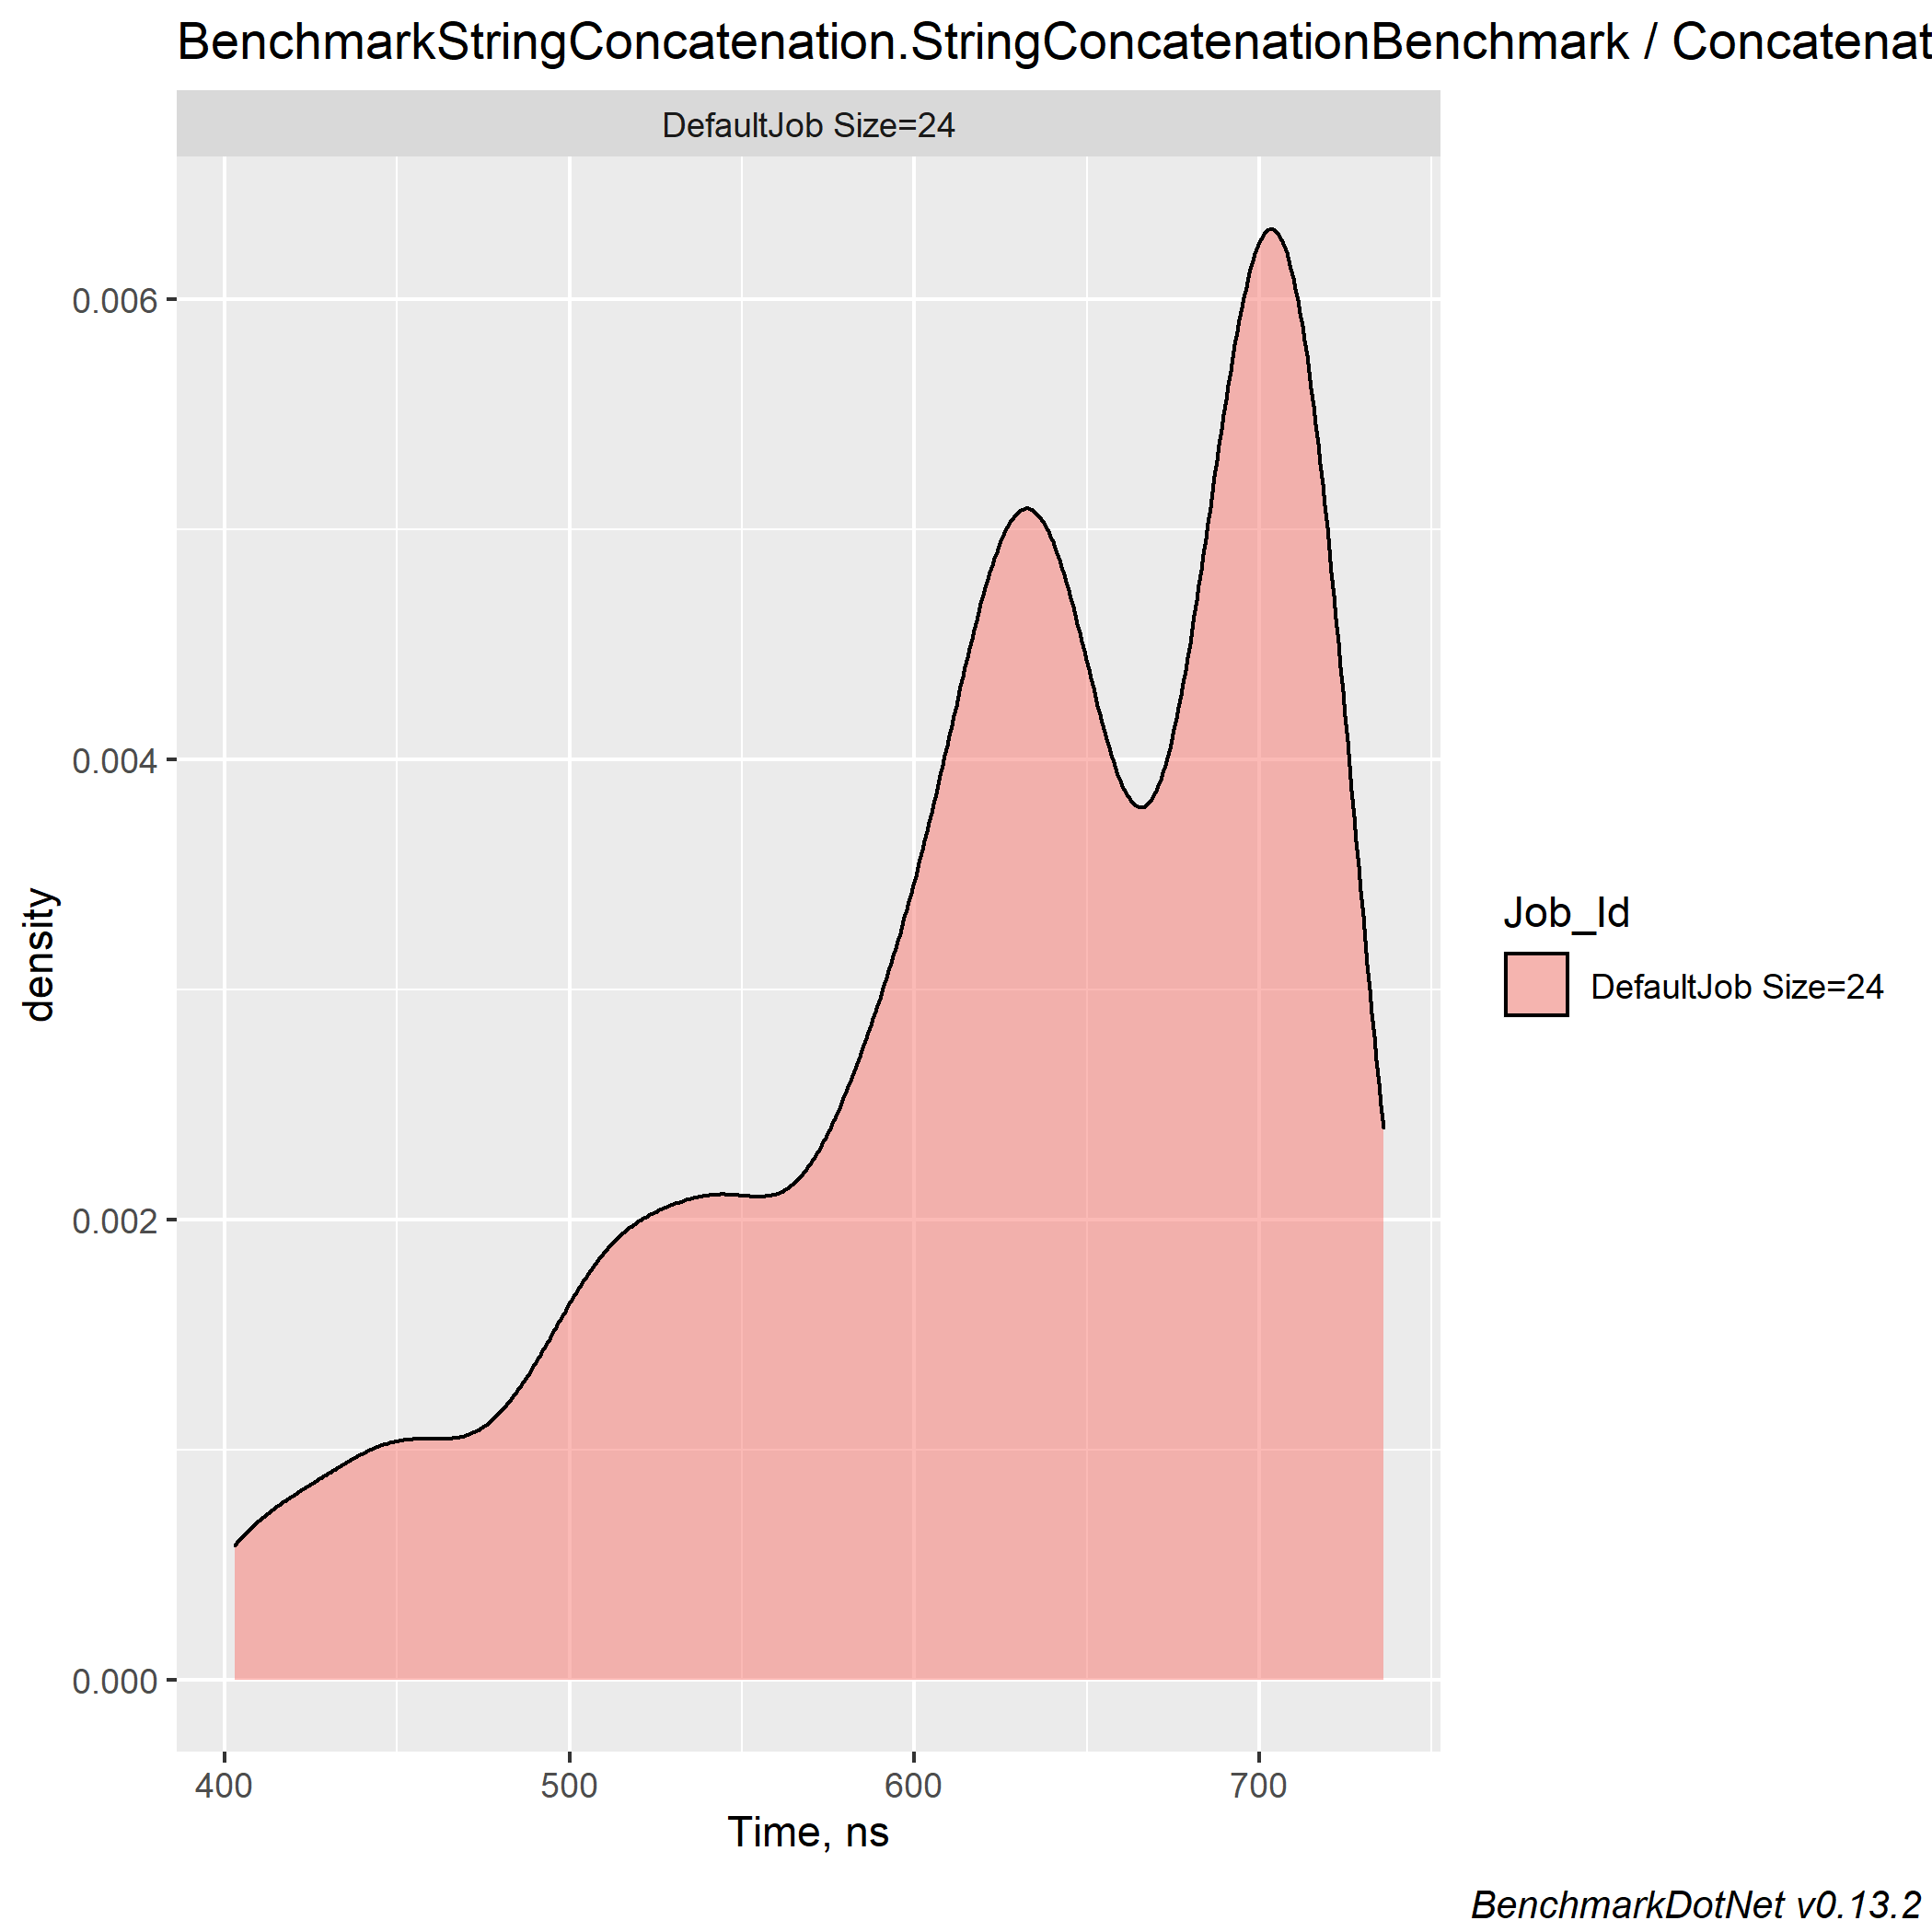 BenchmarkStringConcatenation.StringConcatenationBenchmark / Concatenat
DefaultJob Size=24
0.006
0.004
0.002
0.000
density
400 500 600 700
Time, ns
Job_Id
DefaultJob Size=24
BenchmarkDotNet v0.13.2